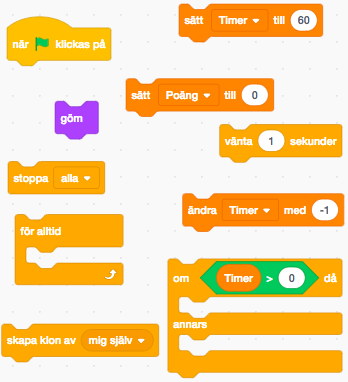 sätt Timer till 60
när klickas på
sätt Poäng till 0
göm
vänta 1 sekunder
stoppa alla
ändra Timer med -1
för alltid
om Timer > 0 då
annars
skapa klon av mig själv